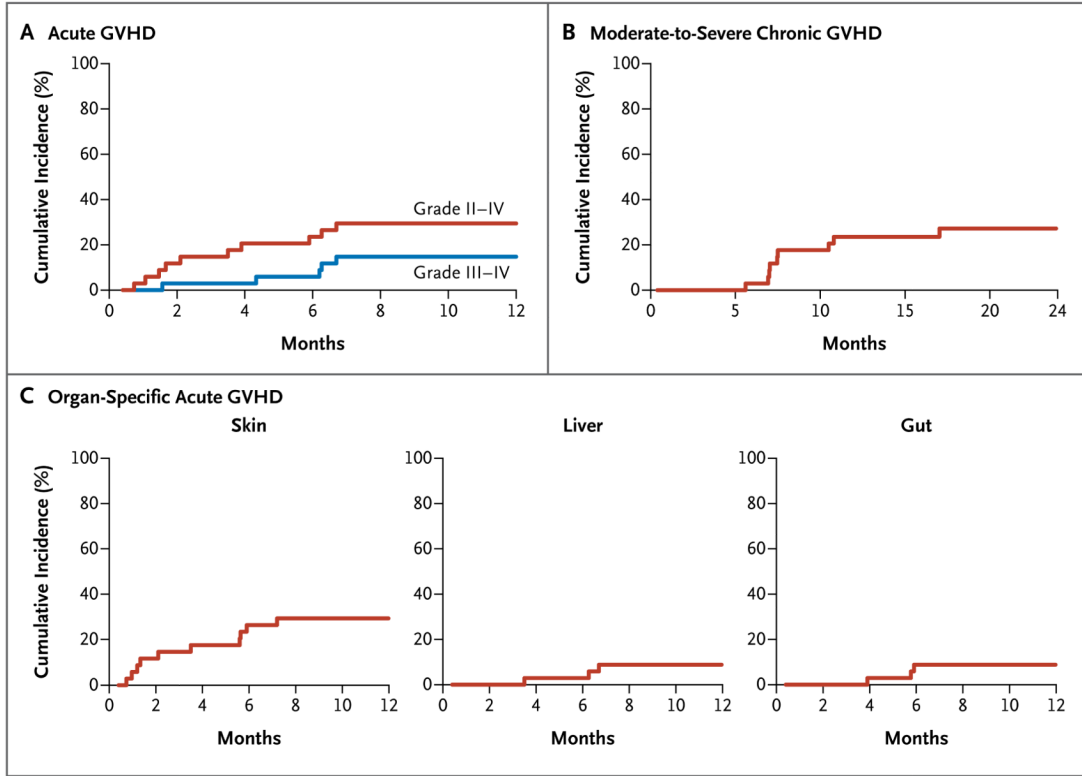 A Acute GVHD
Cumulative Incidence (%)
100
80
60
40
20
0
Grade II–IV
Grade III–IV
0 2 4 6 8 10 12
Months
B Moderate-to-Severe Chronic GVHD
Cumulative Incidence (%)
100
80
60
40
20
0
0 5 10 15 20 24
Months
C Organ-Specific Acute GVHD
Skin
Cumulative Incidence (%)
100
80
60
40
20
0
0 2 4 6 8 10 12
Months
Liver
100
80
60
40
20
0
0 2 4 6 8 10 12
Months
Gut
100
80
60
40
20
0
0 2 4 6 8 10 12
Months